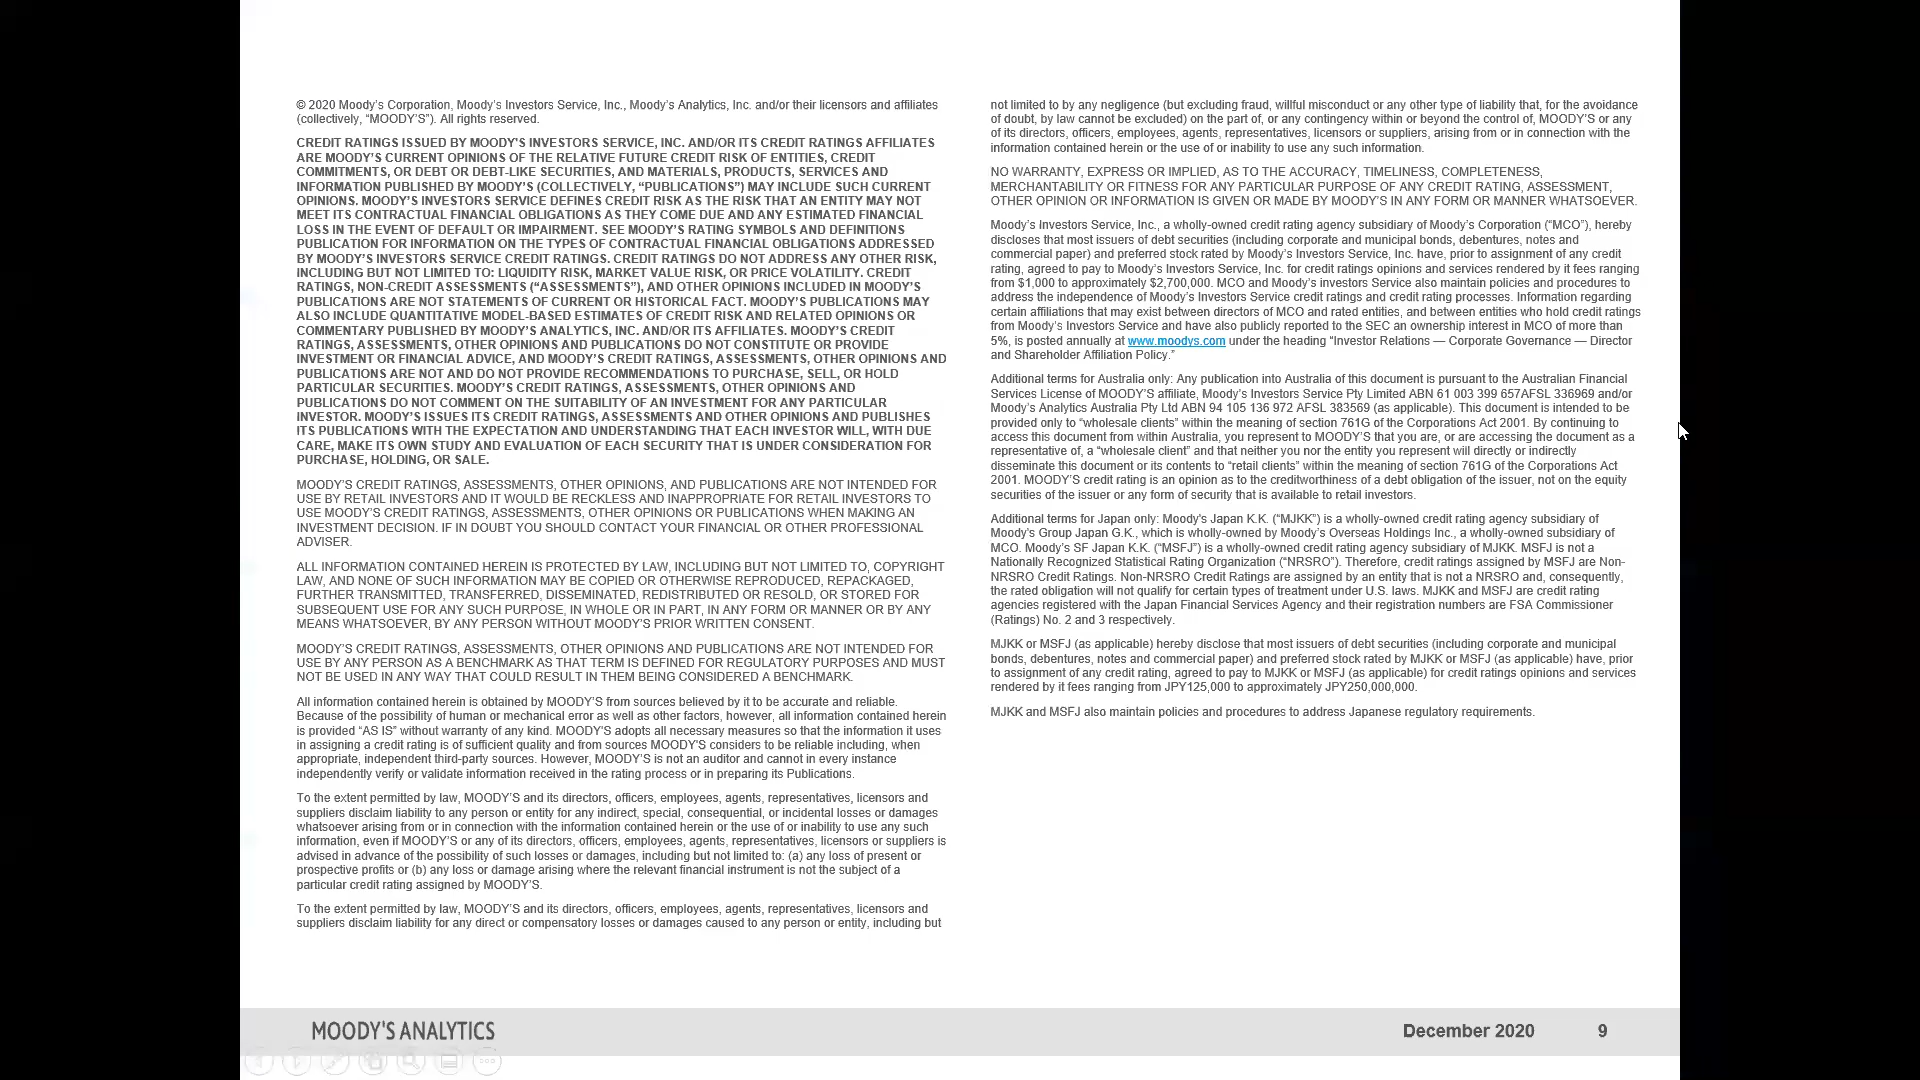 © 2020 Moody's Corporation, Moody's Investors Service, Inc., Moody's Analytics, Inc. and/or their licensors and affiliates
(collectively, “MOODY'S”). All rights reserved.
CREDIT RATINGS ISSUED BY MOODY'S INVESTORS SERVICE, INC. AND/OR ITS CREDIT RATINGS AFFILIATES
ARE MOODY'S CURRENT OPINIONS OF THE RELATIVE FUTURE CREDIT RISK OF ENTITIES, CREDIT
COMMITMENTS, OR DEBT OR DEBT-LIKE SECURITIES, AND MATERIALS, PRODUCTS, SERVICES AND
INFORMATION PUBLISHED BY MOODY'S (COLLECTIVELY, “PUBLICATIONS”) MAY INCLUDE SUCH CURRENT
OPINIONS. MOODY'S INVESTORS SERVICE DEFINES CREDIT RISK AS THE RISK THAT AN ENTITY MAY NOT
MEET ITS CONTRACTUAL FINANCIAL OBLIGATIONS AS THEY COME DUE AND ANY ESTIMATED FINANCIAL
LOSS IN THE EVENT OF DEFAULT OR IMPAIRMENT. SEE MOODY'S RATING SYMBOLS AND DEFINITIONS
PUBLICATION FOR INFORMATION ON THE TYPES OF CONTRACTUAL FINANCIAL OBLIGATIONS ADDRESSED
BY MOODY'S INVESTORS SERVICE CREDIT RATINGS. CREDIT RATINGS DO NOT ADDRESS ANY OTHER RISK,
INCLUDING BUT NOT LIMITED TO: LIQUIDITY RISK, MARKET VALUE RISK, OR PRICE VOLATILITY. CREDIT
RATINGS, NON-CREDIT ASSESSMENTS (“ASSESSMENTS”), AND OTHER OPINIONS INCLUDED IN MOODY'S
PUBLICATIONS ARE NOT STATEMENTS OF CURRENT OR HISTORICAL FACT. MOODY'S PUBLICATIONS MAY
ALSO INCLUDE QUANTITATIVE MODEL-BASED ESTIMATES OF CREDIT RISK AND RELATED OPINIONS OR
COMMENTARY PUBLISHED BY MOODY'S ANALYTICS, INC. AND/OR ITS AFFILIATES. MOODY'S CREDIT
RATINGS, ASSESSMENTS, OTHER OPINIONS AND PUBLICATIONS DO NOT CONSTITUTE OR PROVIDE
INVESTMENT OR FINANCIAL ADVICE, AND MOODY'S CREDIT RATINGS, ASSESSMENTS, OTHER OPINIONS AND
PUBLICATIONS ARE NOT AND DO NOT PROVIDE RECOMMENDATIONS TO PURCHASE, SELL, OR HOLD
PARTICULAR SECURITIES. MOODY'S CREDIT RATINGS, ASSESSMENTS, OTHER OPINIONS AND
PUBLICATIONS DO NOT COMMENT ON THE SUITABILITY OF AN INVESTMENT FOR ANY PARTICULAR
INVESTOR. MOODY'S ISSUES ITS CREDIT RATINGS, ASSESSMENTS AND OTHER OPINIONS AND PUBLISHES
ITS PUBLICATIONS WITH THE EXPECTATION AND UNDERSTANDING THAT EACH INVESTOR WILL, WITH DUE
CARE, MAKE ITS OWN STUDY AND EVALUATION OF EACH SECURITY THAT IS UNDER CONSIDERATION FOR
PURCHASE, HOLDING, OR SALE.
MOODY'S CREDIT RATINGS, ASSESSMENTS, OTHER OPINIONS, AND PUBLICATIONS ARE NOT INTENDED FOR
USE BY RETAIL INVESTORS AND IT WOULD BE RECKLESS AND INAPPROPRIATE FOR RETAIL INVESTORS TO
USE MOODY'S CREDIT RATINGS, ASSESSMENTS, OTHER OPINIONS OR PUBLICATIONS WHEN MAKING AN
INVESTMENT DECISION. IF IN DOUBT YOU SHOULD CONTACT YOUR FINANCIAL OR OTHER PROFESSIONAL
ADVISER.
ALL INFORMATION CONTAINED HEREIN IS PROTECTED BY LAW, INCLUDING BUT NOT LIMITED TO, COPYRIGHT
LAW, AND NONE OF SUCH INFORMATION MAY BE COPIED OR OTHERWISE REPRODUCED, REPACKAGED,
FURTHER TRANSMITTED, TRANSFERRED, DISSEMINATED, REDISTRIBUTED OR RESOLD, OR STORED FOR
SUBSEQUENT USE FOR ANY SUCH PURPOSE, IN WHOLE OR IN PART, IN ANY FORM OR MANNER OR BY ANY
MEANS WHATSOEVER, BY ANY PERSON WITHOUT MOODY'S PRIOR WRITTEN CONSENT.
MOODY'S CREDIT RATINGS, ASSESSMENTS, OTHER OPINIONS AND PUBLICATIONS ARE NOT INTENDED FOR
USE BY ANY PERSON AS A BENCHMARK AS THAT TERM IS DEFINED FOR REGULATORY PURPOSES AND MUST
NOT BE USED IN ANY WAY THAT COULD RESULT IN THEM BEING CONSIDERED A BENCHMARK.
All information contained herein is obtained by MOODY'S from sources believed by it to be accurate and reliable.
Because of the possibility of human or mechanical error as well as other factors, however, all information contained herein
is provided “AS IS” without warranty of any kind. MOODY'S adopts all necessary measures so that the information it uses
in assigning a credit rating is of sufficient quality and from sources MOODY'S considers to be reliable including, when
appropriate, independent third-party sources. However, MOODY'S is not an auditor and cannot in every instance
independently verify or validate information received in the rating process or in preparing its Publications.
To the extent permitted by law, MOODY'S and its directors, officers, employees, agents, representatives, licensors and
suppliers disclaim liability to any person or entity for any indirect, special, consequential, or incidental losses or damages
whatsoever arising from or in connection with the information contained herein or the use of or inability to use any such
information, even if MOODY'S or any of its directors, officers, employees, agents, representatives, licensors or suppliers is
advised in advance of the possibility of such losses or damages, including but not limited to: (a) any loss of present or
prospective profits or (b) any loss or damage arising where the relevant financial instrument is not the subject of a
particular credit rating assigned by MOODY'S.
To the extent permitted by law, MOODY'S and its directors, officers, employees, agents, representatives, licensors and
suppliers disclaim liability for any direct or compensatory losses or damages caused to any person or entity, including but
not limited to by any negligence (but excluding fraud, willful misconduct or any other type of liability that, for the avoidance
of doubt, by law cannot be excluded) on the part of, or any contingency within or beyond the control of, MOODY'S or any
of its directors, officers, employees, agents, representatives, licensors or suppliers, arising from or in connection with the
information contained herein or the use of or inability to use any such information.
NO WARRANTY, EXPRESS OR IMPLIED, AS TO THE ACCURACY, TIMELINESS, COMPLETENESS,
MERCHANTABILITY OR FITNESS FOR ANY PARTICULAR PURPOSE OF ANY CREDIT RATING, ASSESSMENT,
OTHER OPINION OR INFORMATION IS GIVEN OR MADE BY MOODY'S IN ANY FORM OR MANNER WHATSOEVER.
Moody's Investors Service, Inc., a wholly-owned credit rating agency subsidiary of Moody's Corporation (“MCO”), hereby
discloses that most issuers of debt securities (including corporate and municipal bonds, debentures, notes and
commercial paper) and preferred stock rated by Moody's Investors Service, Inc. have, prior to assignment of any credit
rating, agreed to pay to Moody's Investors Service, Inc. for credit ratings opinions and services rendered by it fees ranging
from $1,000 to approximately $2,700,000. MCO and Moody's investors Service also maintain policies and procedures to
address the independence of Moody's Investors Service credit ratings and credit rating processes. Information regarding
certain affiliations that may exist between directors of MCO and rated entities, and between entities who hold credit ratings
from Moody's Investors Service and have also publicly reported to the SEC an ownership interest in MCO of more than
5%, is posted annually at www.moodys.com under the heading “Investor Relations — Corporate Governance — Director
and Shareholder Affiliation Policy.”
Additional terms for Australia only: Any publication into Australia of this document is pursuant to the Australian Financial
Services License of MOODY'S affiliate, Moody's Investors Service Pty Limited ABN 61 003 399 657AFSL 336969 and/or
Moody's Analytics Australia Pty Ltd ABN 94 105 136 972 AFSL 383569 (as applicable). This document is intended to be
provided only to “wholesale clients” within the meaning of section 761G of the Corporations Act 2001. By continuing to
access this document from within Australia, you represent to MOODY'S that you are, or are accessing the document as a
representative of, a “wholesale client” and that neither you nor the entity you represent will directly or indirectly
disseminate this document or its contents to “retail clients” within the meaning of section 761G of the Corporations Act
2001. MOODY'S credit rating is an opinion as to the creditworthiness of a debt obligation of the issuer, not on the equity
securities of the issuer or any form of security that is available to retail investors.
Additional terms for Japan only: Moody's Japan K.K. (“MJKK”) is a wholly-owned credit rating agency subsidiary of
Moody's Group Japan G.K., which is wholly-owned by Moody's Overseas Holdings Inc., a wholly-owned subsidiary of
MCO. Moody's SF Japan K.K. (“MSFJ”) is a wholly-owned credit rating agency subsidiary of MJKK. MSFJ is not a
Nationally Recognized Statistical Rating Organization (“NRSRO”). Therefore, credit ratings assigned by MSFJ are Non-
NRSRO Credit Ratings. Non-NRSRO Credit Ratings are assigned by an entity that is not a NRSRO and, consequently,
the rated obligation will not qualify for certain types of treatment under U.S. laws. MJKK and MSFJ are credit rating
agencies registered with the Japan Financial Services Agency and their registration numbers are FSA Commissioner
(Ratings) No. 2 and 3 respectively.
MJKK or MSFJ (as applicable) hereby disclose that most issuers of debt securities (including corporate and municipal
bonds, debentures, notes and commercial paper) and preferred stock rated by MJKK or MSFJ (as applicable) have, prior
to assignment of any credit rating, agreed to pay to MJKK or MSFJ (as applicable) for credit ratings opinions and services
rendered by it fees ranging from JPY125,000 to approximately JPY250,000,000.
MJKK and MSFJ also maintain policies and procedures to address Japanese regulatory requirements.
MOODY'S ANALYTICS
December 2020
9